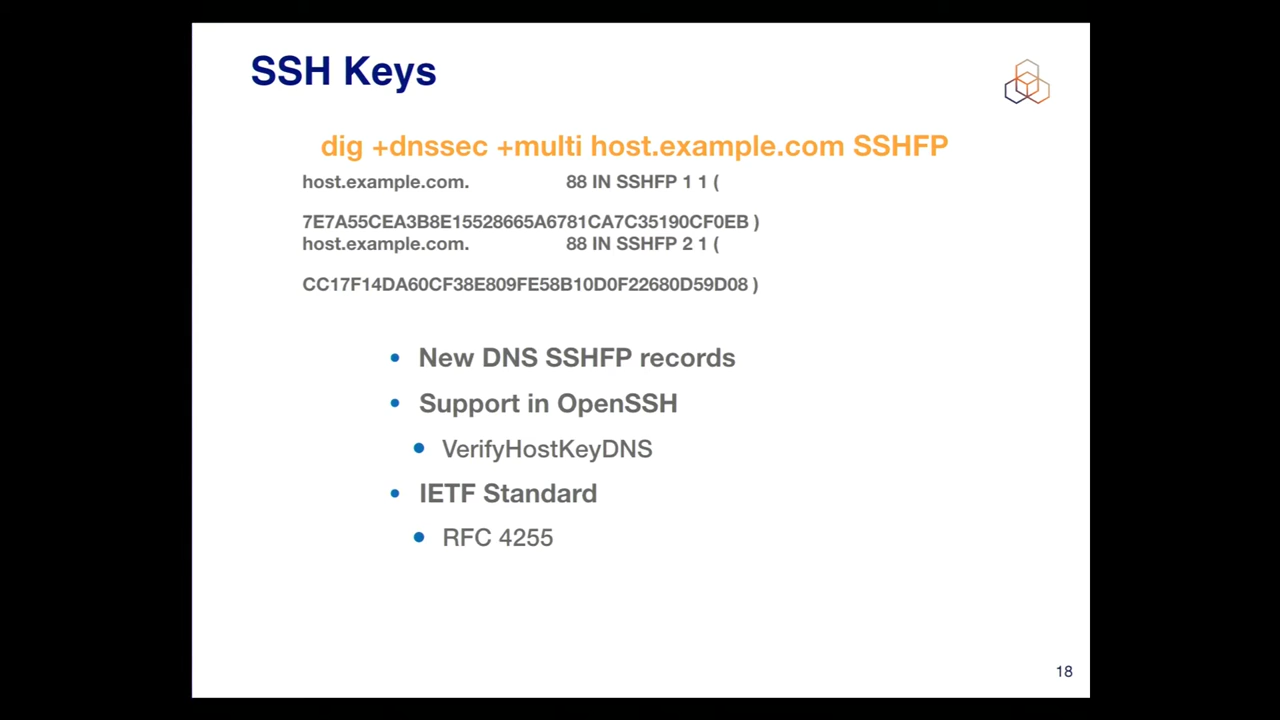 SSH Keys
dig +dnssec +multi host.example.com SSHFP
host.example.com. 88 IN SSHFP 1 1 (
7E7A55CEA3B8E15528665A6781CA7C35190CF0EB )
host.example.com. 88 IN SSHFP 2 1 (
CC17F14DA60CF38E809FE58B10D0F22680D59D08 )
• New DNS SSHFP records
• Support in OpenSSH
• VerifyHostKeyDNS
• IETF Standard
• RFC 4255
18